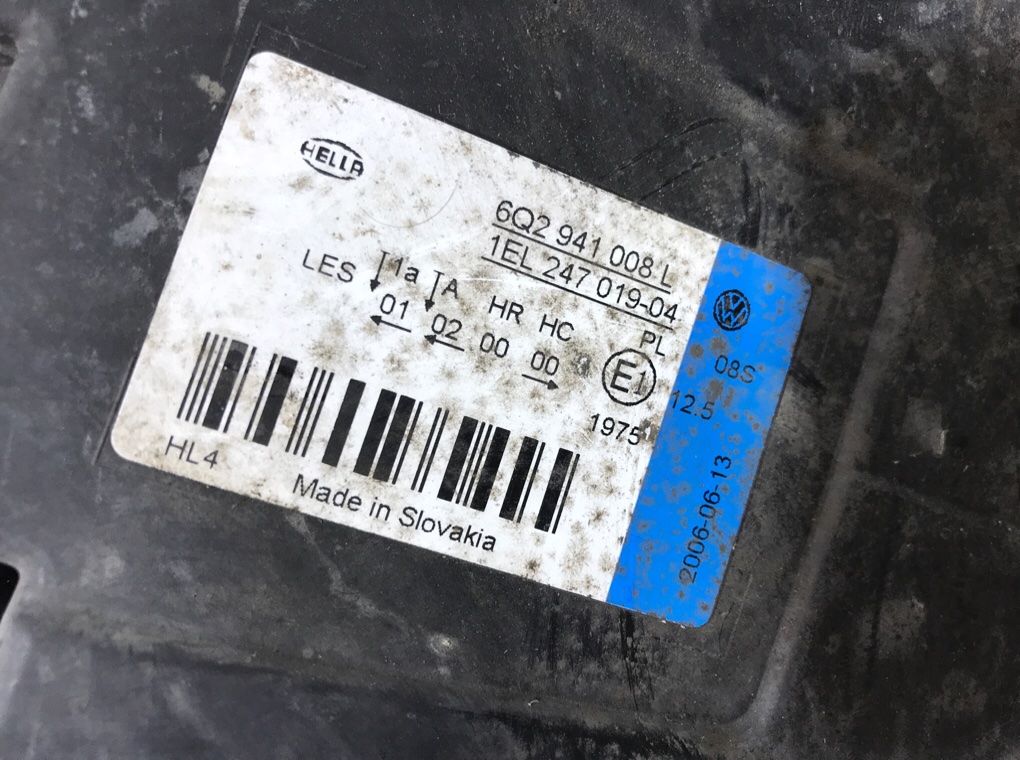 HELLA
6Q2 941 008 L
1EL 247 019-04
LES 1a A HR HC PL
01 02 00 00 E1
1975
HL4
Made in Slovakia
VW
08S
12.5
2006-06-13